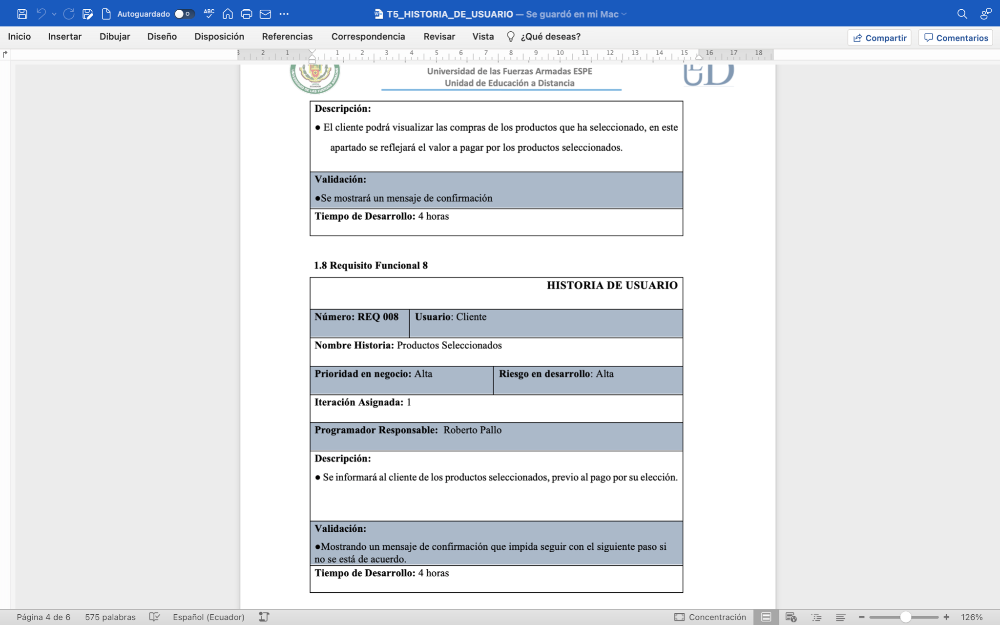 Autoguardado
ABC
T5_HISTORIA_DE_USUARIO — Se guardó en mi Mac
Inicio Insertar Dibujar Diseño Disposición Referencias Correspondencia Revisar Vista ¿Qué deseas? Compartir Comentarios
3 2 1 1 2 3 4 5 6 7 8 9 10 11 12 13 14 15 16 17 18
Universidad de las Fuerzas Armadas ESPE
Unidad de Educación a Distancia
UNIVERSIDAD DE LAS FUERZAS ARMADAS
ECUADOR
Descripción:
● El cliente podrá visualizar las compras de los productos que ha seleccionado, en este
apartado se reflejará el valor a pagar por los productos seleccionados.
Validación:
●Se mostrará un mensaje de confirmación
Tiempo de Desarrollo: 4 horas
1.8 Requisito Funcional 8
HISTORIA DE USUARIO
Número: REQ 008 Usuario: Cliente
Nombre Historia: Productos Seleccionados
Prioridad en negocio: Alta Riesgo en desarrollo: Alta
Iteración Asignada: 1
Programador Responsable: Roberto Pallo
Descripción:
● Se informará al cliente de los productos seleccionados, previo al pago por su elección.
Validación:
●Mostrando un mensaje de confirmación que impida seguir con el siguiente paso si
no se está de acuerdo.
Tiempo de Desarrollo: 4 horas
Página 4 de 6 575 palabras Español (Ecuador) Concentración 126%